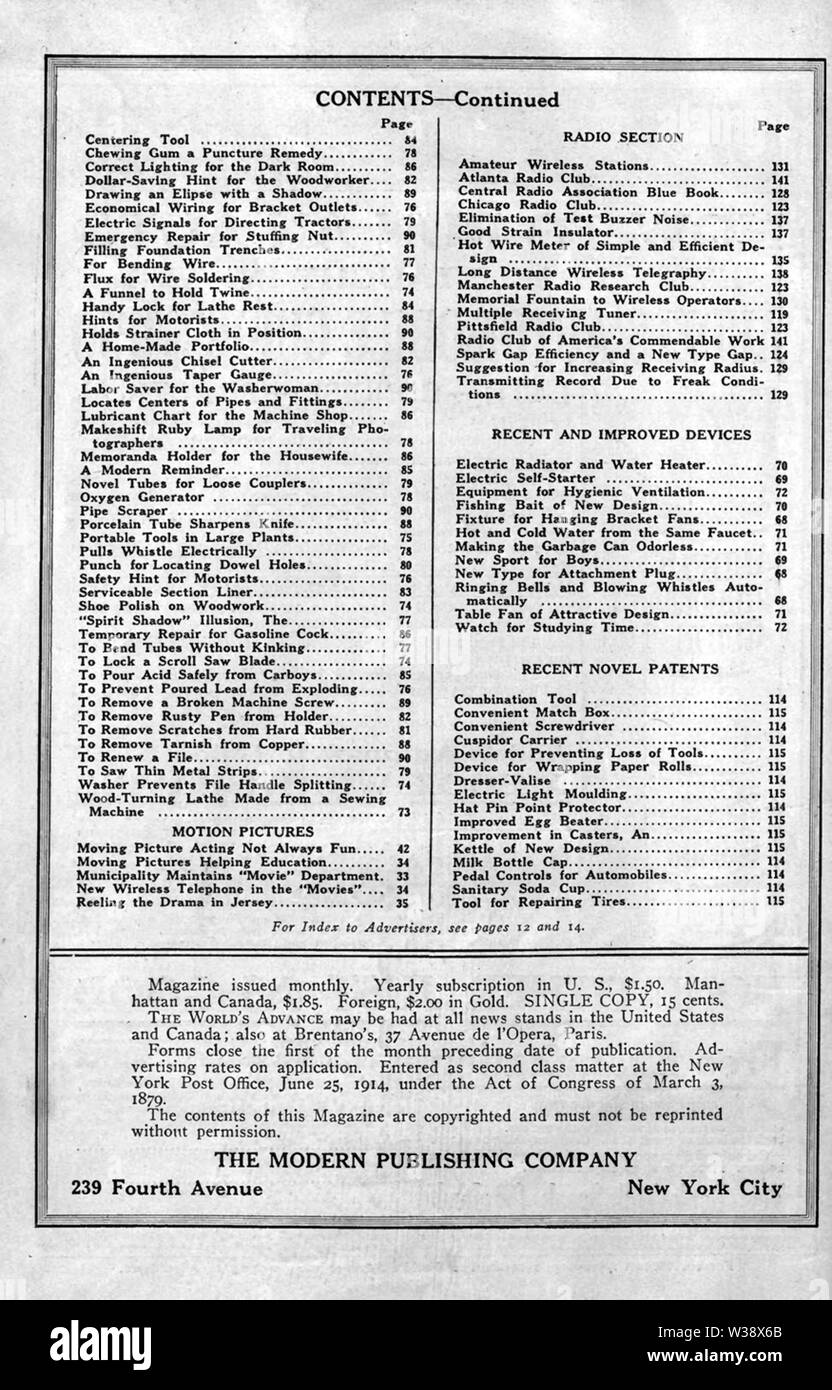 CONTENTS—Continued
Page
Centering Tool ................................ 84
Chewing Gum a Puncture Remedy............ 78
Correct Lighting for the Dark Room.......... 86
Dollar-Saving Hint for the Woodworker.... 82
Drawing an Elipse with a Shadow........... 89
Economical Wiring for Bracket Outlets...... 76
Electric Signals for Directing Tractors....... 79
Emergency Repair for Stuffing Nut.......... 90
Filling Foundation Trenches................... 81
For Bending Wire............................. 77
Flux for Wire Soldering........................ 76
A Funnel to Hold Twine........................ 74
Handy Lock for Lathe Rest.................... 84
Hints for Motorists............................. 88
Holds Strainer Cloth in Position............... 90
A Home-Made Portfolio........................ 88
An Ingenious Chisel Cutter.................... 82
An Ingenious Taper Gauge.................... 76
Labor Saver for the Washerwoman............ 90
Locates Centers of Pipes and Fittings........ 79
Lubricant Chart for the Machine Shop....... 86
Makeshift Ruby Lamp for Traveling Pho-
tographers .................................. 78
Memoranda Holder for the Housewife....... 86
A Modern Reminder........................... 85
Novel Tubes for Loose Couplers.............. 79
Oxygen Generator ............................ 78
Pipe Scraper .................................. 90
Porcelain Tube Sharpens Knife............... 88
Portable Tools in Large Plants............... 75
Pulls Whistle Electrically .................... 78
Punch for Locating Dowel Holes.............. 80
Safety Hint for Motorists..................... 76
Serviceable Section Liner...................... 83
Shoe Polish on Woodwork..................... 74
"Spirit Shadow" Illusion, The................. 77
Temporary Repair for Gasoline Cock.......... 86
To Bend Tubes Without Kinking.............. 77
To Lock a Scroll Saw Blade................... 74
To Pour Acid Safely from Carboys............ 85
To Prevent Poured Lead from Exploding..... 76
To Remove a Broken Machine Screw......... 89
To Remove Rusty Pen from Holder.......... 82
To Remove Scratches from Hard Rubber...... 81
To Remove Tarnish from Copper.............. 88
To Renew a File............................... 90
To Saw Thin Metal Strips..................... 79
Washer Prevents File Handle Splitting...... 74
Wood-Turning Lathe Made from a Sewing
Machine ..................................... 73
MOTION PICTURES
Moving Picture Acting Not Always Fun..... 42
Moving Pictures Helping Education.......... 34
Municipality Maintains "Movie" Department. 33
New Wireless Telephone in the "Movies".... 34
Reeling the Drama in Jersey................... 35
Page
RADIO SECTION
Amateur Wireless Stations................... 131
Atlanta Radio Club............................. 141
Central Radio Association Blue Book........ 128
Chicago Radio Club............................ 123
Elimination of Test Buzzer Noise............. 137
Good Strain Insulator.......................... 137
Hot Wire Meter of Simple and Efficient De-
sign .......................................... 135
Long Distance Wireless Telegraphy.......... 138
Manchester Radio Research Club............. 123
Memorial Fountain to Wireless Operators.... 130
Multiple Receiving Tuner...................... 119
Pittsfield Radio Club........................... 123
Radio Club of America's Commendable Work 141
Spark Gap Efficiency and a New Type Gap.. 124
Suggestion for Increasing Receiving Radius. 129
Transmitting Record Due to Freak Condi-
tions ......................................... 129
RECENT AND IMPROVED DEVICES
Electric Radiator and Water Heater.......... 70
Electric Self-Starter ........................... 69
Equipment for Hygienic Ventilation.......... 72
Fishing Bait of New Design................... 70
Fixture for Hanging Bracket Fans............ 68
Hot and Cold Water from the Same Faucet.. 71
Making the Garbage Can Odorless............ 71
New Sport for Boys............................ 69
New Type for Attachment Plug.............. 68
Ringing Bells and Blowing Whistles Auto-
matically .................................... 68
Table Fan of Attractive Design............... 71
Watch for Studying Time..................... 72
RECENT NOVEL PATENTS
Combination Tool ............................. 114
Convenient Match Box......................... 115
Convenient Screwdriver ....................... 114
Cuspidor Carrier ............................... 114
Device for Preventing Loss of Tools.......... 115
Device for Wrapping Paper Rolls............ 115
Dresser-Valise ................................. 114
Electric Light Moulding....................... 115
Hat Pin Point Protector....................... 114
Improved Egg Beater.......................... 115
Improvement in Casters, An.................. 115
Kettle of New Design.......................... 115
Milk Bottle Cap................................ 114
Pedal Controls for Automobiles............... 114
Sanitary Soda Cup............................. 114
Tool for Repairing Tires....................... 115
For Index to Advertisers, see pages 12 and 14.
Magazine issued monthly. Yearly subscription in U. S., $1.50. Man-
hattan and Canada, $1.85. Foreign, $2.00 in Gold. SINGLE COPY, 15 cents.
THE WORLD'S ADVANCE may be had at all news stands in the United States
and Canada; also at Brentano's, 37 Avenue de l'Opera, Paris.
Forms close the first of the month preceding date of publication. Ad-
vertising rates on application. Entered as second class matter at the New
York Post Office, June 25, 1914, under the Act of Congress of March 3,
1879.
The contents of this Magazine are copyrighted and must not be reprinted
without permission.
THE MODERN PUBLISHING COMPANY
239 Fourth Avenue New York City
alamy
Image ID: W38X6B
www.alamy.com